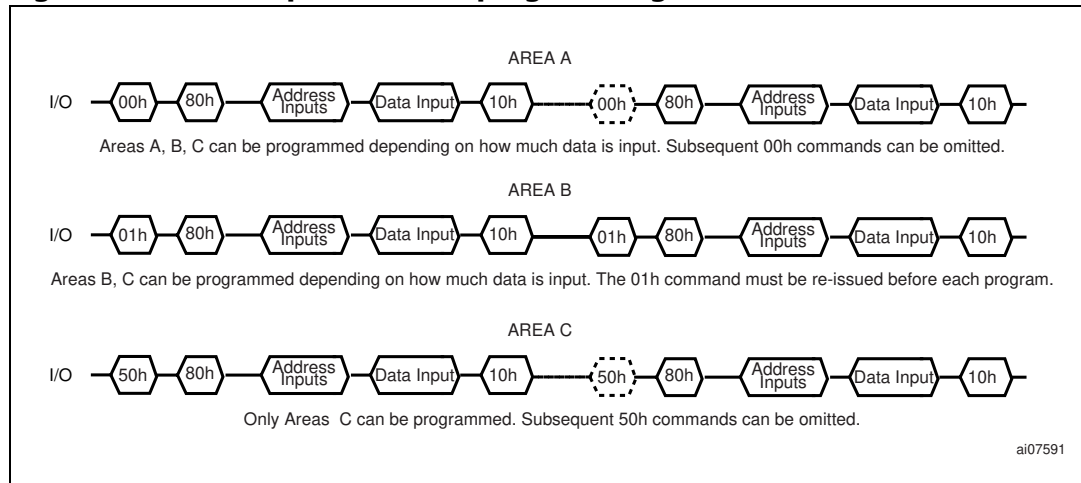 AREA A
I/O 00h 80h Address Inputs Data Input 10h 00h 80h Address Inputs Data Input 10h
Areas A, B, C can be programmed depending on how much data is input. Subsequent 00h commands can be omitted.
AREA B
I/O 01h 80h Address Inputs Data Input 10h 01h 80h Address Inputs Data Input 10h
Areas B, C can be programmed depending on how much data is input. The 01h command must be re-issued before each program.
AREA C
I/O 50h 80h Address Inputs Data Input 10h 50h 80h Address Inputs Data Input 10h
Only Areas C can be programmed. Subsequent 50h commands can be omitted.
ai07591